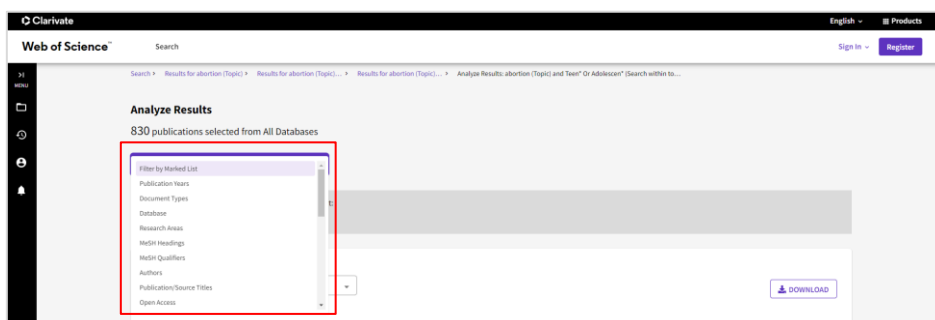 Clarivate
English
Products
Web of Science™
Search
Sign In
Register
MENU
Search > Results for abortion (Topic) > Results for abortion (Topic)... > Results for abortion (Topic)... > Analyze Results: abortion (Topic) and Teen* Or Adolescen* (Search within to...
Analyze Results
830 publications selected from All Databases
Filter by Marked List
Publication Years
Document Types
t:
Database
Research Areas
MeSH Headings
MeSH Qualifiers
Authors
Publication/Source Titles
DOWNLOAD
Open Access